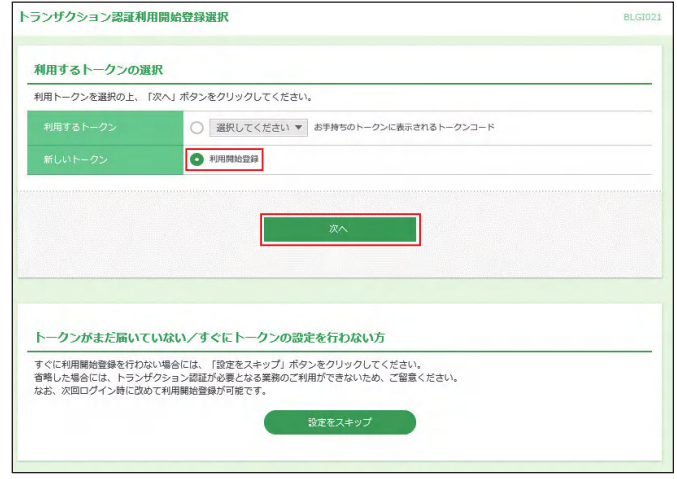 トランザクション認証利用開始登録選択 BLGI021
利用するトークンの選択
利用トークンを選択の上、「次へ」ボタンをクリックしてください。
利用するトークン 選択してください お手持ちのトークンに表示されるトークンコード
新しいトークン 利用開始登録
次へ
トークンがまだ届いていない/すぐにトークンの設定を行わない方
すぐに利用開始登録を行わない場合には、「設定をスキップ」ボタンをクリックしてください。
省略した場合には、トランザクション認証が必要となる業務のご利用ができないため、ご留意ください。
なお、次回ログイン時に改めて利用開始登録が可能です。
設定をスキップ